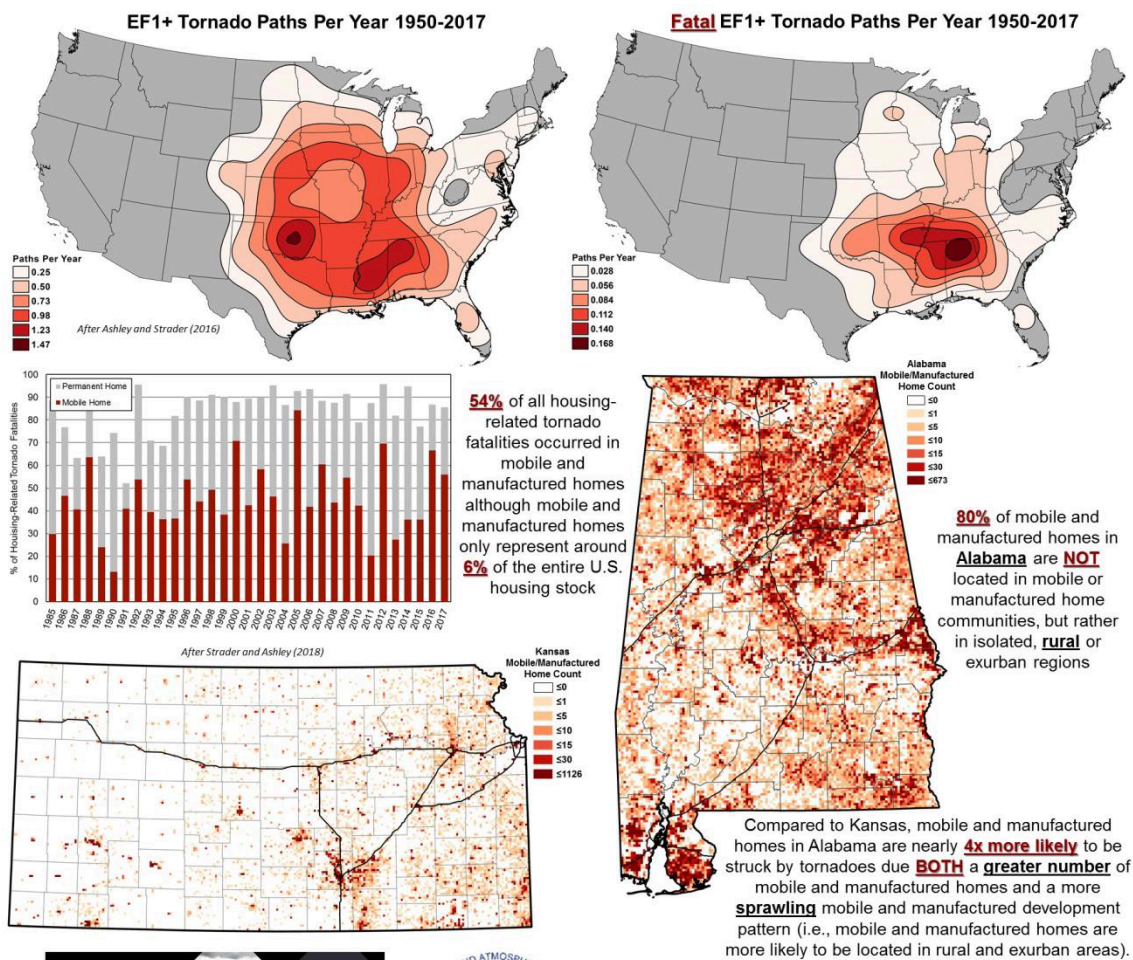 EF1+ Tornado Paths Per Year 1950-2017
Paths Per Year
0.25
0.50
0.73
0.98
1.23
1.47
After Ashley and Strader (2016)
Fatal EF1+ Tornado Paths Per Year 1950-2017
Paths Per Year
0.028
0.056
0.084
0.112
0.140
0.168
% of Houising-Related Tornado Fatalities
100
90
80
70
60
50
40
30
20
10
0
Permanent Home
Mobile Home
1985
1986
1987
1988
1989
1990
1991
1992
1993
1994
1995
1996
1997
1998
1999
2000
2001
2002
2003
2004
2005
2006
2007
2008
2009
2010
2011
2012
2013
2014
2015
2016
2017
After Strader and Ashley (2018)
54% of all housing-
related tornado
fatalities occurred in
mobile and
manufactured homes
although mobile and
manufactured homes
only represent around
6% of the entire U.S.
housing stock
Alabama
Mobile/Manufactured
Home Count
≤0
≤1
≤5
≤10
≤15
≤30
≤673
80% of mobile and
manufactured homes in
Alabama are NOT
located in mobile or
manufactured home
communities, but rather
in isolated, rural or
exurban regions
Kansas
Mobile/Manufactured
Home Count
≤0
≤1
≤5
≤10
≤15
≤30
≤1126
Compared to Kansas, mobile and manufactured
homes in Alabama are nearly 4x more likely to be
struck by tornadoes due BOTH a greater number of
mobile and manufactured homes and a more
sprawling mobile and manufactured development
pattern (i.e., mobile and manufactured homes are
more likely to be located in rural and exurban areas).